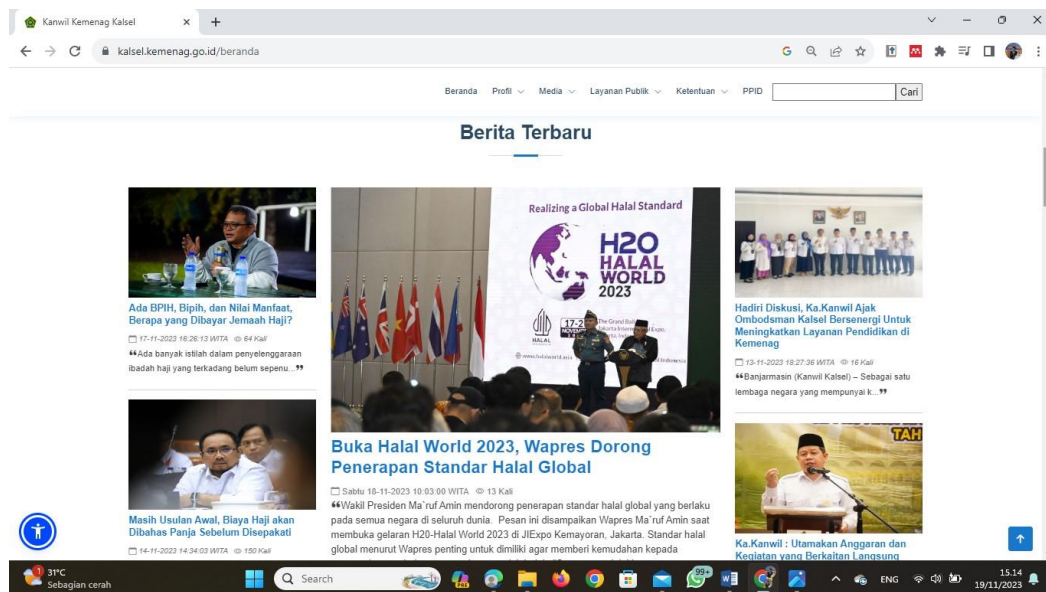 Kanwil Kemenag Kalsel
kalsel.kemenag.go.id/beranda
Beranda Profil Media Layanan Publik Ketentuan PPID Cari
Berita Terbaru
Ada BPIH, Bipih, dan Nilai Manfaat,
Berapa yang Dibayar Jemaah Haji?
17-11-2023 16:26:13 WITA 64 Kali
“Ada banyak istilah dalam penyelenggaraan
ibadah haji yang terkadang belum sepenu...”
Masih Usulan Awal, Biaya Haji akan
Dibahas Panja Sebelum Disepakati
14-11-2023 14:34:03 WITA 150 Kali
Realizing a Global Halal Standard
H2O
HALAL
WORLD
2023
HALAL
17-2
The Grand Ball
Buka Halal World 2023, Wapres Dorong
Penerapan Standar Halal Global
Sabtu 18-11-2023 10:03:00 WITA 13 Kali
“Wakil Presiden Ma`ruf Amin mendorong penerapan standar halal global yang berlaku
pada semua negara di seluruh dunia. Pesan ini disampaikan Wapres Ma`ruf Amin saat
membuka gelaran H20-Halal World 2023 di JIExpo Kemayoran, Jakarta. Standar halal
global menurut Wapres penting untuk dimiliki agar memberi kemudahan kepada
Hadiri Diskusi, Ka.Kanwil Ajak
Ombodsman Kalsel Bersenergi Untuk
Meningkatkan Layanan Pendidikan di
Kemenag
13-11-2023 18:27:36 WITA 16 Kali
“Banjarmasin (Kanwil Kalsel) – Sebagai satu
lembaga negara yang mempunyai k...”
TAH
Ka.Kanwil : Utamakan Anggaran dan
Kegiatan yang Berkaitan Langsung
31°C
Sebagian cerah
Search
99+
ENG
15.14
19/11/2023